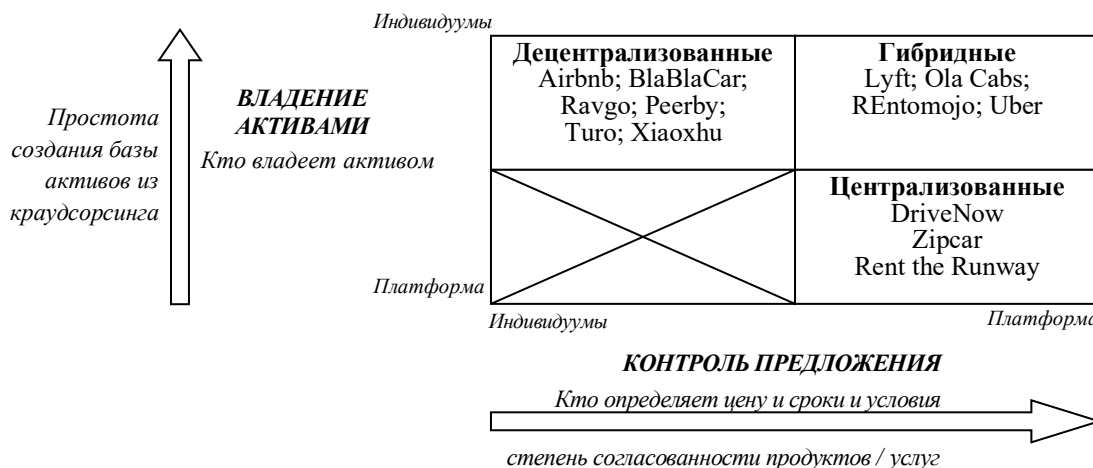 Индивидуумы
Децентрализованные
Airbnb; BlaBlaCar;
Ravgo; Peerby;
Turo; Xiaoxhu
Гибридные
Lyft; Ola Cabs;
REntomojo; Uber
ВЛАДЕНИЕ
АКТИВАМИ
Кто владеет активом
Простота
создания базы
активов из
краудсорсинга
Централизованные
DriveNow
Zipcar
Rent the Runway
Платформа
Индивидуумы
Платформа
КОНТРОЛЬ ПРЕДЛОЖЕНИЯ
Кто определяет цену и сроки и условия
степень согласованности продуктов / услуг